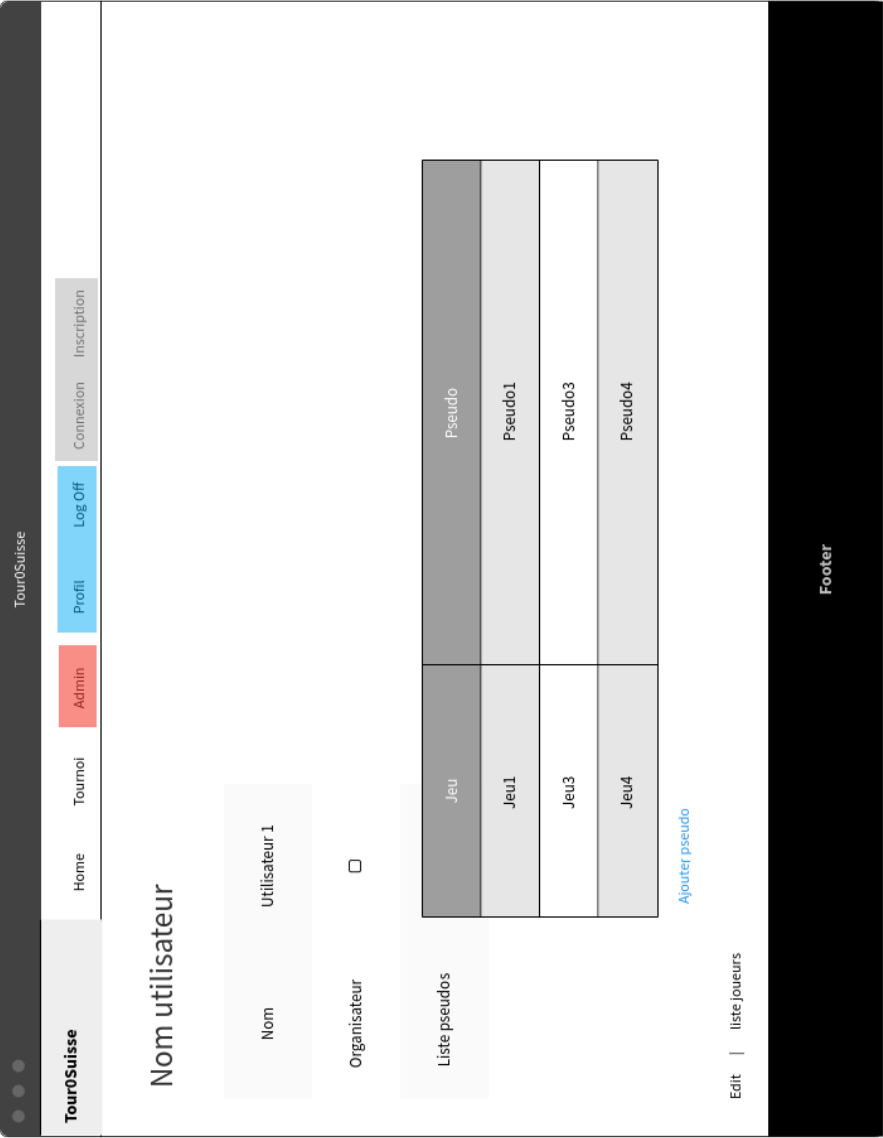 Tour0Suisse
Tour0Suisse Home Tournoi Admin Profil Log Off Connexion Inscription
Nom utilisateur
Nom Utilisateur 1
Organisateur
Liste pseudos
Jeu Pseudo
Jeu1 Pseudo1
Jeu3 Pseudo3
Jeu4 Pseudo4
Ajouter pseudo
Edit | liste joueurs
Footer